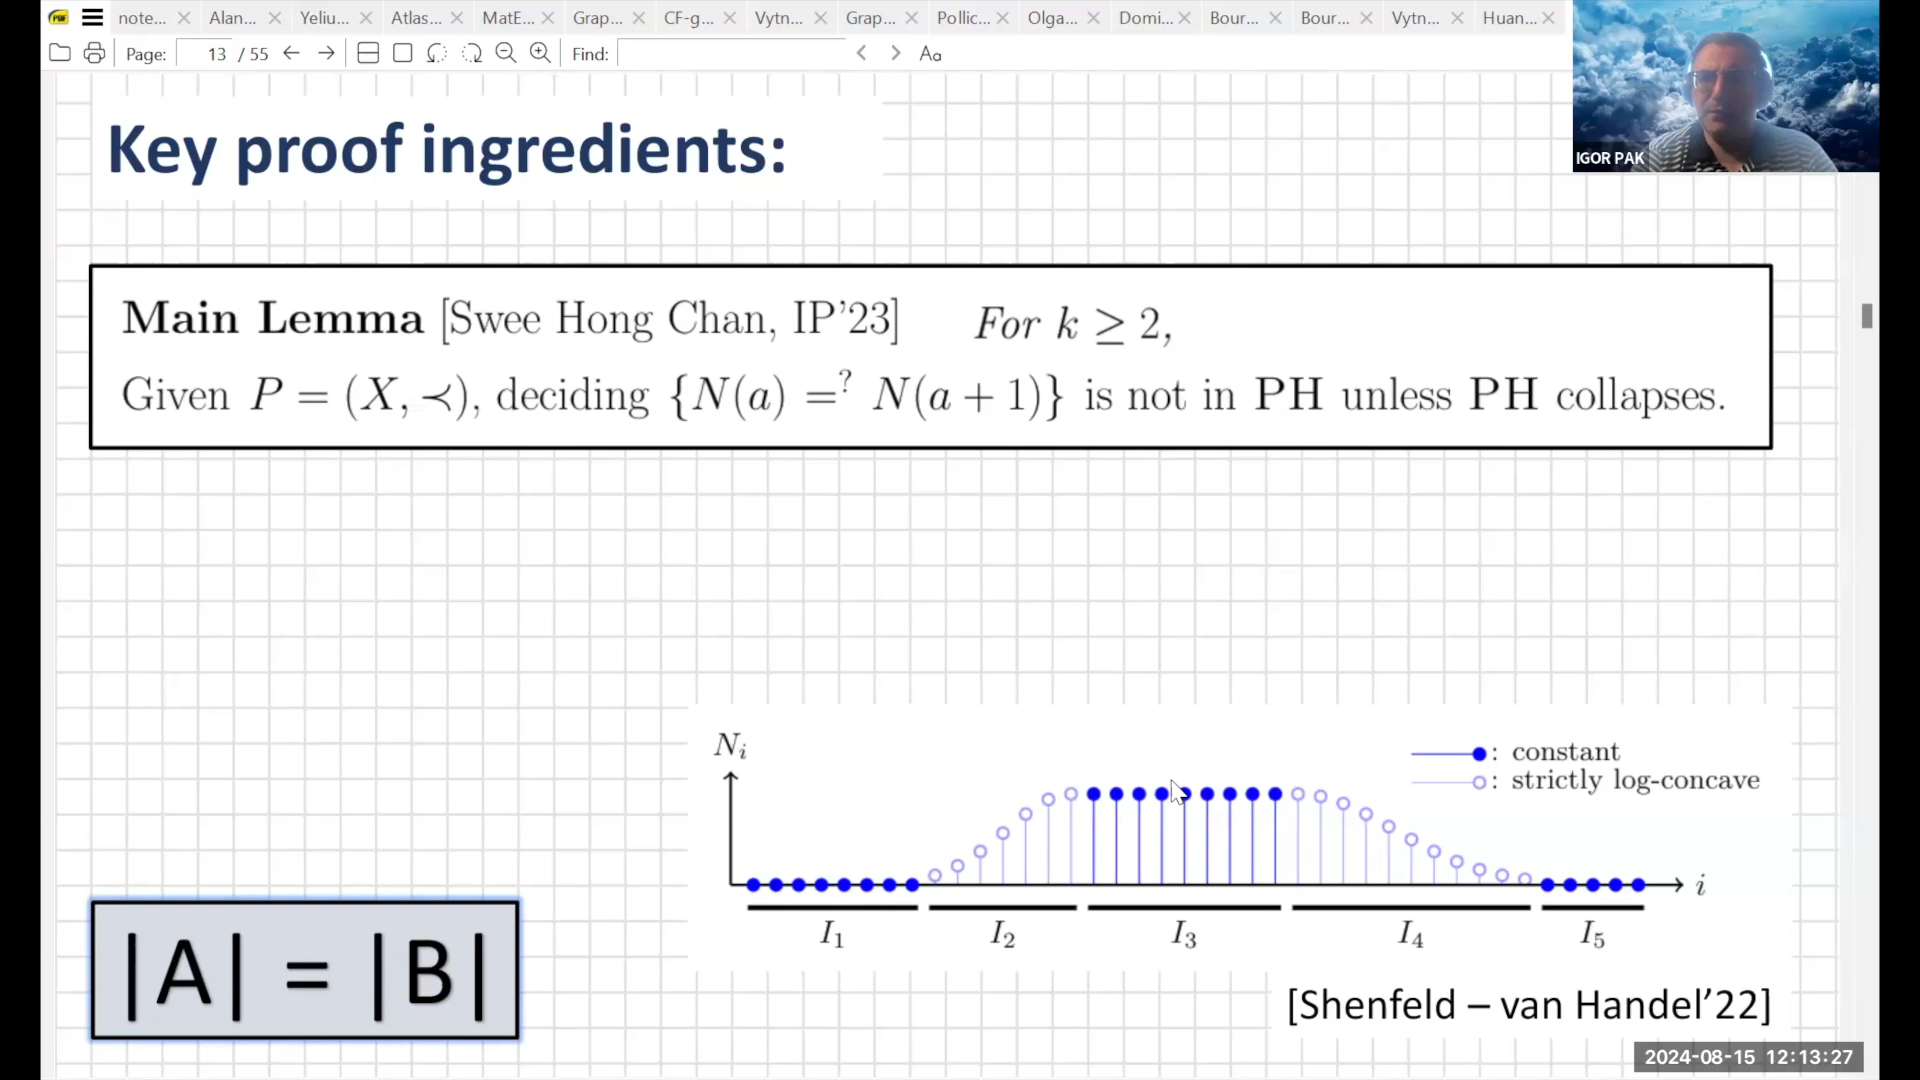 note... Alan... Yeliu... Atlas... MatE... Grap... CF-g... Vytn... Grap... Pollic... Olga... Domi... Bour... Bour... Vytn... Huan...
Page: 13 / 55 Find: Aa
IGOR PAK
Key proof ingredients:
Main Lemma [Swee Hong Chan, IP'23] For k ≥ 2,
Given P = (X, ≺), deciding {N(a) =? N(a + 1)} is not in PH unless PH collapses.
Nᵢ
: constant
: strictly log-concave
i
I₁ I₂ I₃ I₄ I₅
|A| = |B|
[Shenfeld – van Handel'22]
2024-08-15 12:13:27